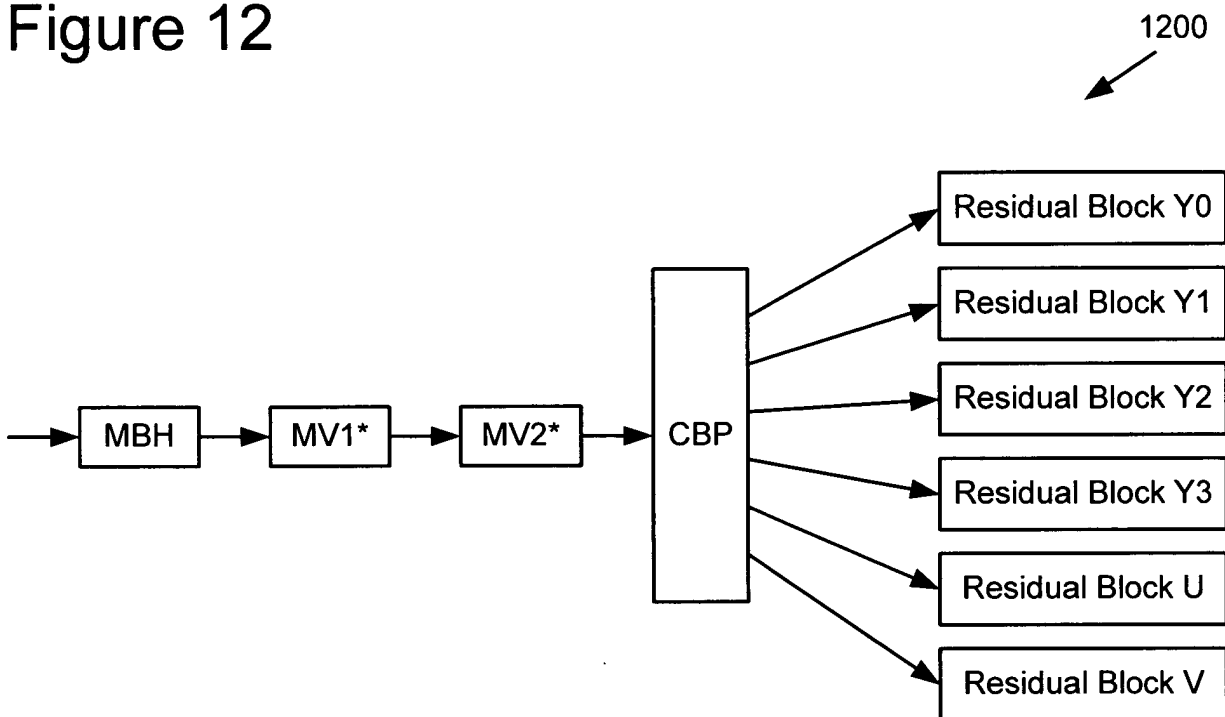 Figure 12
1200
Residual Block Y0
Residual Block Y1
Residual Block Y2
Residual Block Y3
Residual Block U
Residual Block V
MBH
MV1*
MV2*
CBP